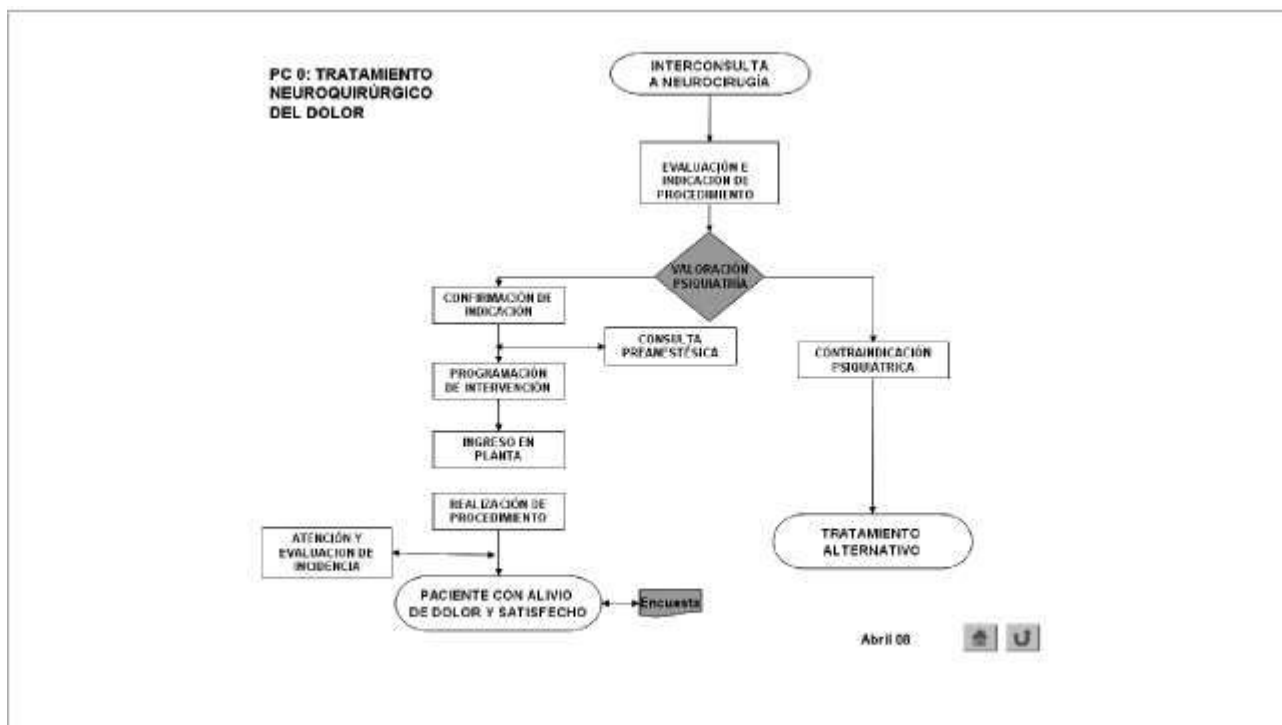 PC 0: TRATAMIENTO
NEUROQUIRÚRGICO
DEL DOLOR
INTERCONSULTA
A NEUROCIRUGÍA
EVALUACIÓN E
INDICACIÓN DE
PROCEDIMIENTO
VALORACIÓN
PSIQUIATRÍA
CONFIRMACIÓN DE
INDICACIÓN
CONSULTA
PREANESTÉSICA
CONTRAINDICACIÓN
PSIQUIÁTRICA
PROGRAMACIÓN
DE INTERVENCIÓN
INGRESO EN
PLANTA
REALIZACIÓN DE
PROCEDIMIENTO
ATENCIÓN Y
EVALUACION DE
INCIDENCIA
TRATAMIENTO
ALTERNATIVO
PACIENTE CON ALIVIO
DE DOLOR Y SATISFECHO
Encuesta
Abril 08